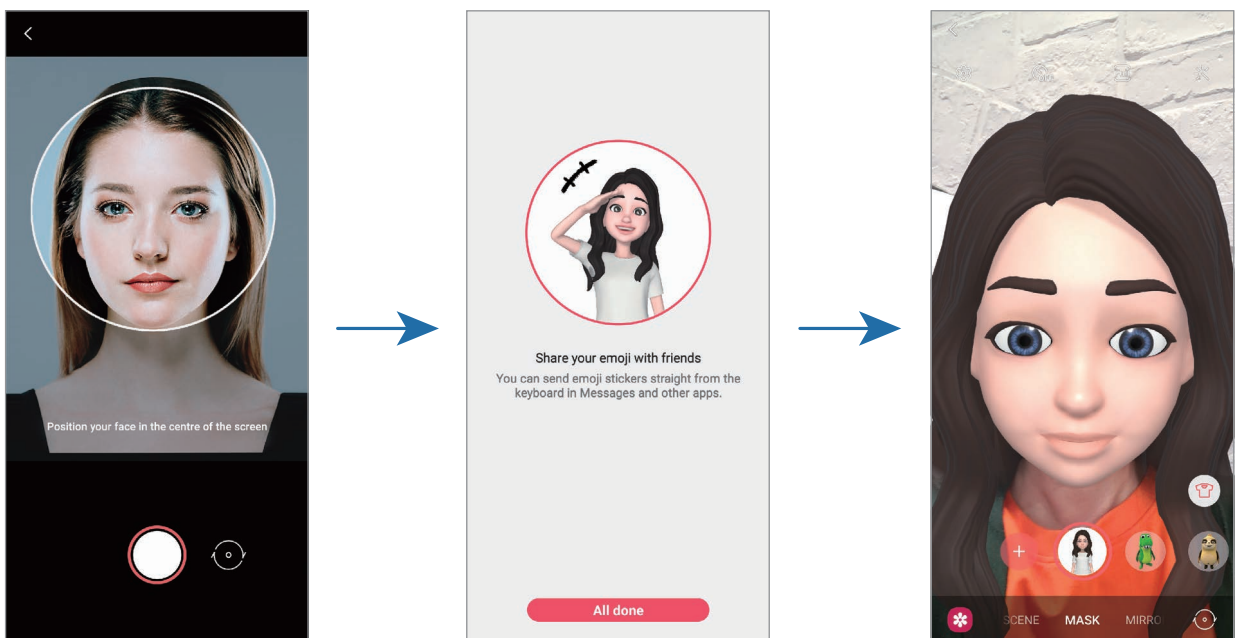 Position your face in the centre of the screen
Share your emoji with friends
You can send emoji stickers straight from the
keyboard in Messages and other apps.
All done
SCENE MASK MIRRO